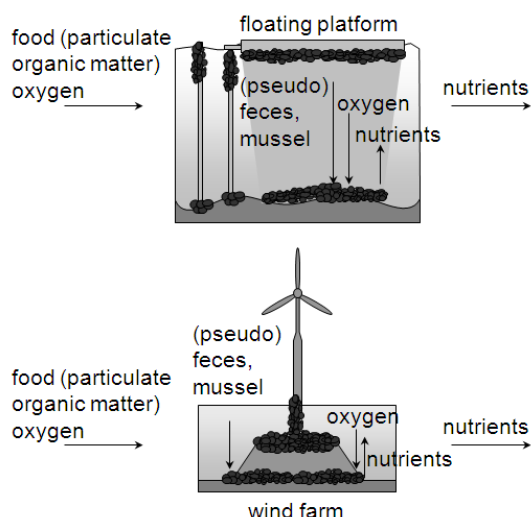 floating platform
food (particulate
organic matter)
oxygen
(pseudo)
feces,
mussel
oxygen
nutrients
nutrients
(pseudo)
feces,
mussel
food (particulate
organic matter)
oxygen
oxygen
nutrients
nutrients
wind farm